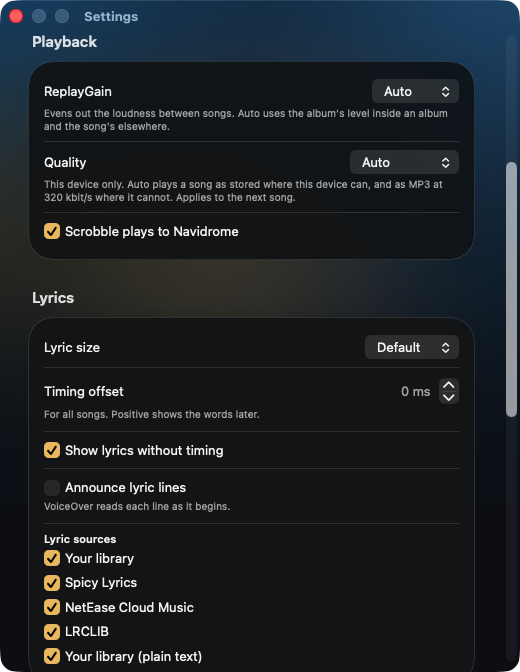 Settings
Playback
ReplayGain
Auto
Evens out the loudness between songs. Auto uses the album's level inside an album
and the song's elsewhere.
Quality
Auto
This device only. Auto plays a song as stored where this device can, and as MP3 at
320 kbit/s where it cannot. Applies to the next song.
Scrobble plays to Navidrome
Lyrics
Lyric size
Default
Timing offset
0 ms
For all songs. Positive shows the words later.
Show lyrics without timing
Announce lyric lines
VoiceOver reads each line as it begins.
Lyric sources
Your library
Spicy Lyrics
NetEase Cloud Music
LRCLIB
Your library (plain text)